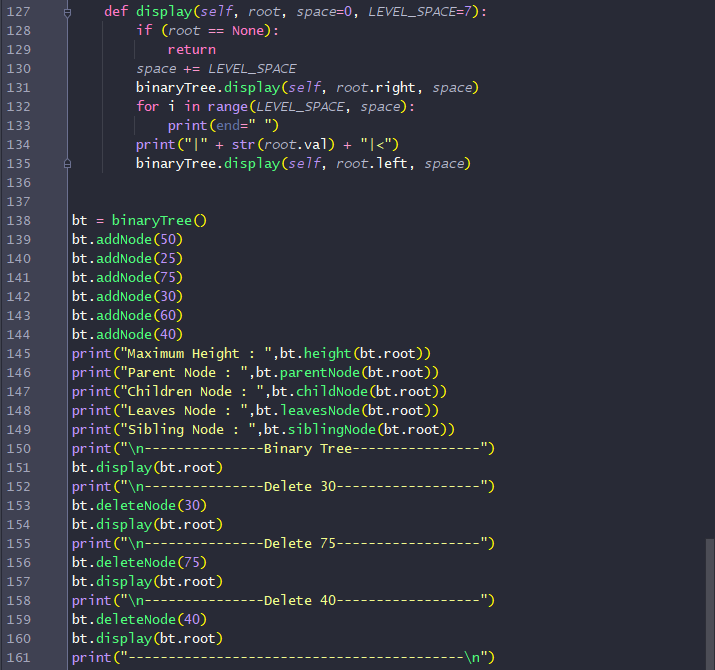 127 def display(self, root, space=0, LEVEL_SPACE=7):
128 if (root == None):
129 return
130 space += LEVEL_SPACE
131 binaryTree.display(self, root.right, space)
132 for i in range(LEVEL_SPACE, space):
133 print(end=" ")
134 print("|" + str(root.val) + "|<")
135 binaryTree.display(self, root.left, space)
136
137
138 bt = binaryTree()
139 bt.addNode(50)
140 bt.addNode(25)
141 bt.addNode(75)
142 bt.addNode(30)
143 bt.addNode(60)
144 bt.addNode(40)
145 print("Maximum Height : ",bt.height(bt.root))
146 print("Parent Node : ",bt.parentNode(bt.root))
147 print("Children Node : ",bt.childNode(bt.root))
148 print("Leaves Node : ",bt.leavesNode(bt.root))
149 print("Sibling Node : ",bt.siblingNode(bt.root))
150 print("\n---------------Binary Tree----------------")
151 bt.display(bt.root)
152 print("\n---------------Delete 30------------------")
153 bt.deleteNode(30)
154 bt.display(bt.root)
155 print("\n---------------Delete 75------------------")
156 bt.deleteNode(75)
157 bt.display(bt.root)
158 print("\n---------------Delete 40------------------")
159 bt.deleteNode(40)
160 bt.display(bt.root)
161 print("------------------------------------------\n")